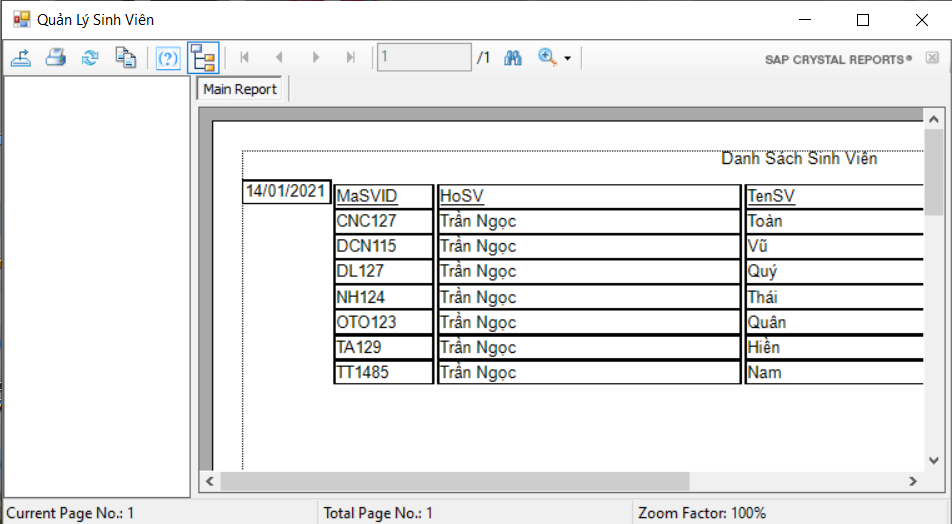 Quản Lý Sinh Viên
1 /1 SAP CRYSTAL REPORTS®
Main Report
Danh Sách Sinh Viên
14/01/2021 MaSVID HoSV TenSV
CNC127 Trần Ngọc Toàn
DCN115 Trần Ngọc Vũ
DL127 Trần Ngọc Quý
NH124 Trần Ngọc Thái
OTO123 Trần Ngọc Quân
TA129 Trần Ngọc Hiền
TT1485 Trần Ngọc Nam
Current Page No.: 1 Total Page No.: 1 Zoom Factor: 100%